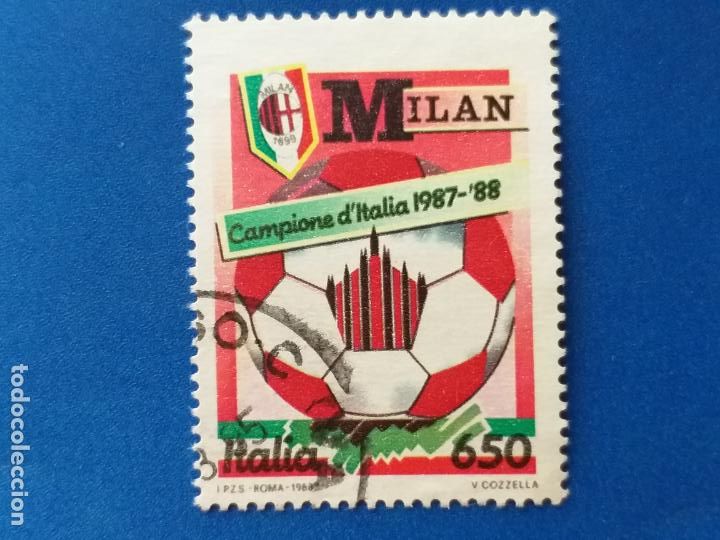 MILAN
1899
MILAN
Campione d'Italia 1987-'88
Italia
650
I.P.Z.S. - ROMA - 1988
V. COZZELLA
todocoleccion